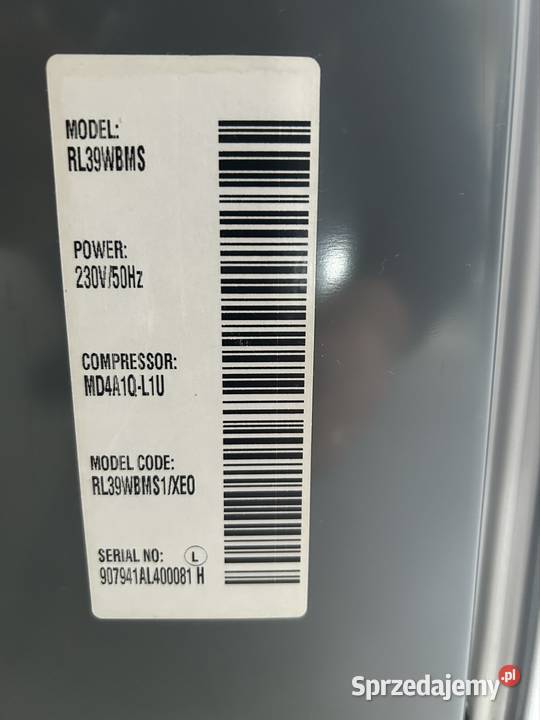 MODEL:
RL39WBMS
POWER:
230V/50Hz
COMPRESSOR:
MD4A1Q-L1U
MODEL CODE:
RL39WBMS1/XEO
SERIAL NO: L
907941AL400081 H
Sprzedajemy.pl